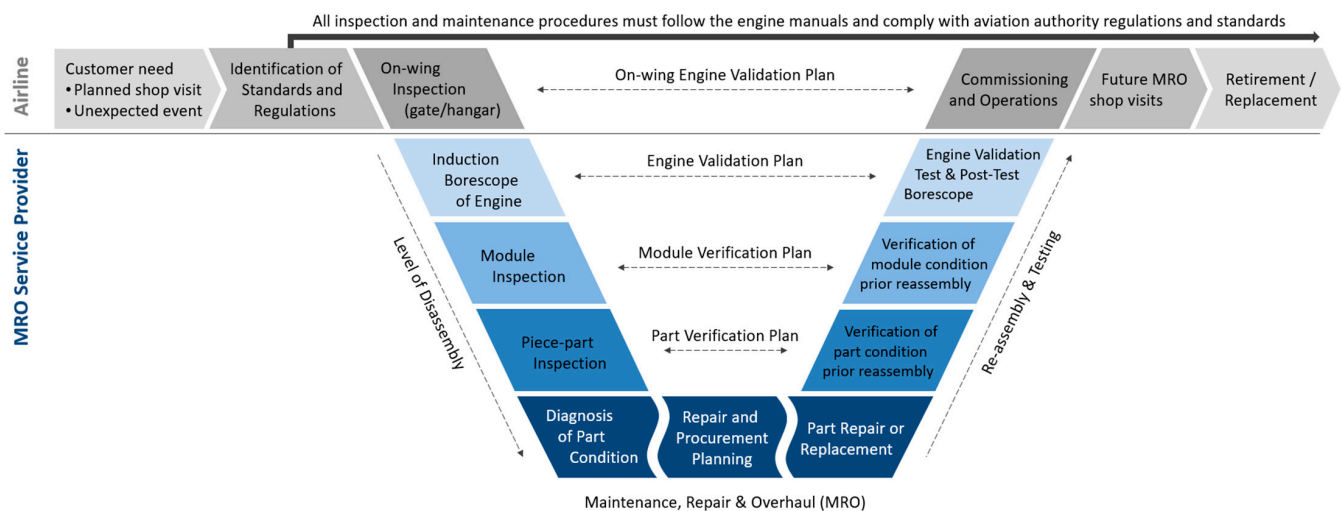 All inspection and maintenance procedures must follow the engine manuals and comply with aviation authority regulations and standards
Airline
Customer need
• Planned shop visit
• Unexpected event
Identification of
Standards and
Regulations
On-wing
Inspection
(gate/hangar)
On-wing Engine Validation Plan
Commissioning
and Operations
Future MRO
shop visits
Retirement /
Replacement
MRO Service Provider
Level of Disassembly
Induction
Borescope
of Engine
Engine Validation Plan
Engine Validation
Test & Post-Test
Borescope
Module
Inspection
Module Verification Plan
Verification of
module condition
prior reassembly
Piece-part
Inspection
Part Verification Plan
Verification of
part condition
prior reassembly
Re-assembly & Testing
Diagnosis
of Part
Condition
Repair and
Procurement
Planning
Part Repair or
Replacement
Maintenance, Repair & Overhaul (MRO)